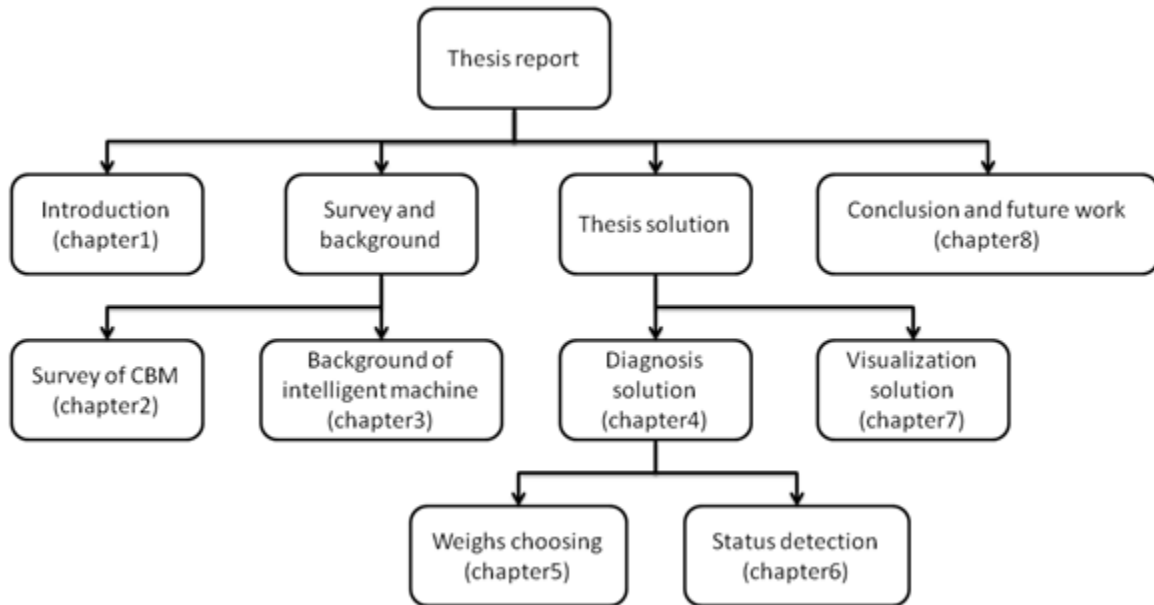 Thesis report
Introduction
(chapter1)
Survey and
background
Thesis solution
Conclusion and future work
(chapter8)
Survey of CBM
(chapter2)
Background of
intelligent machine
(chapter3)
Diagnosis
solution
(chapter4)
Visualization
solution
(chapter7)
Weighs choosing
(chapter5)
Status detection
(chapter6)